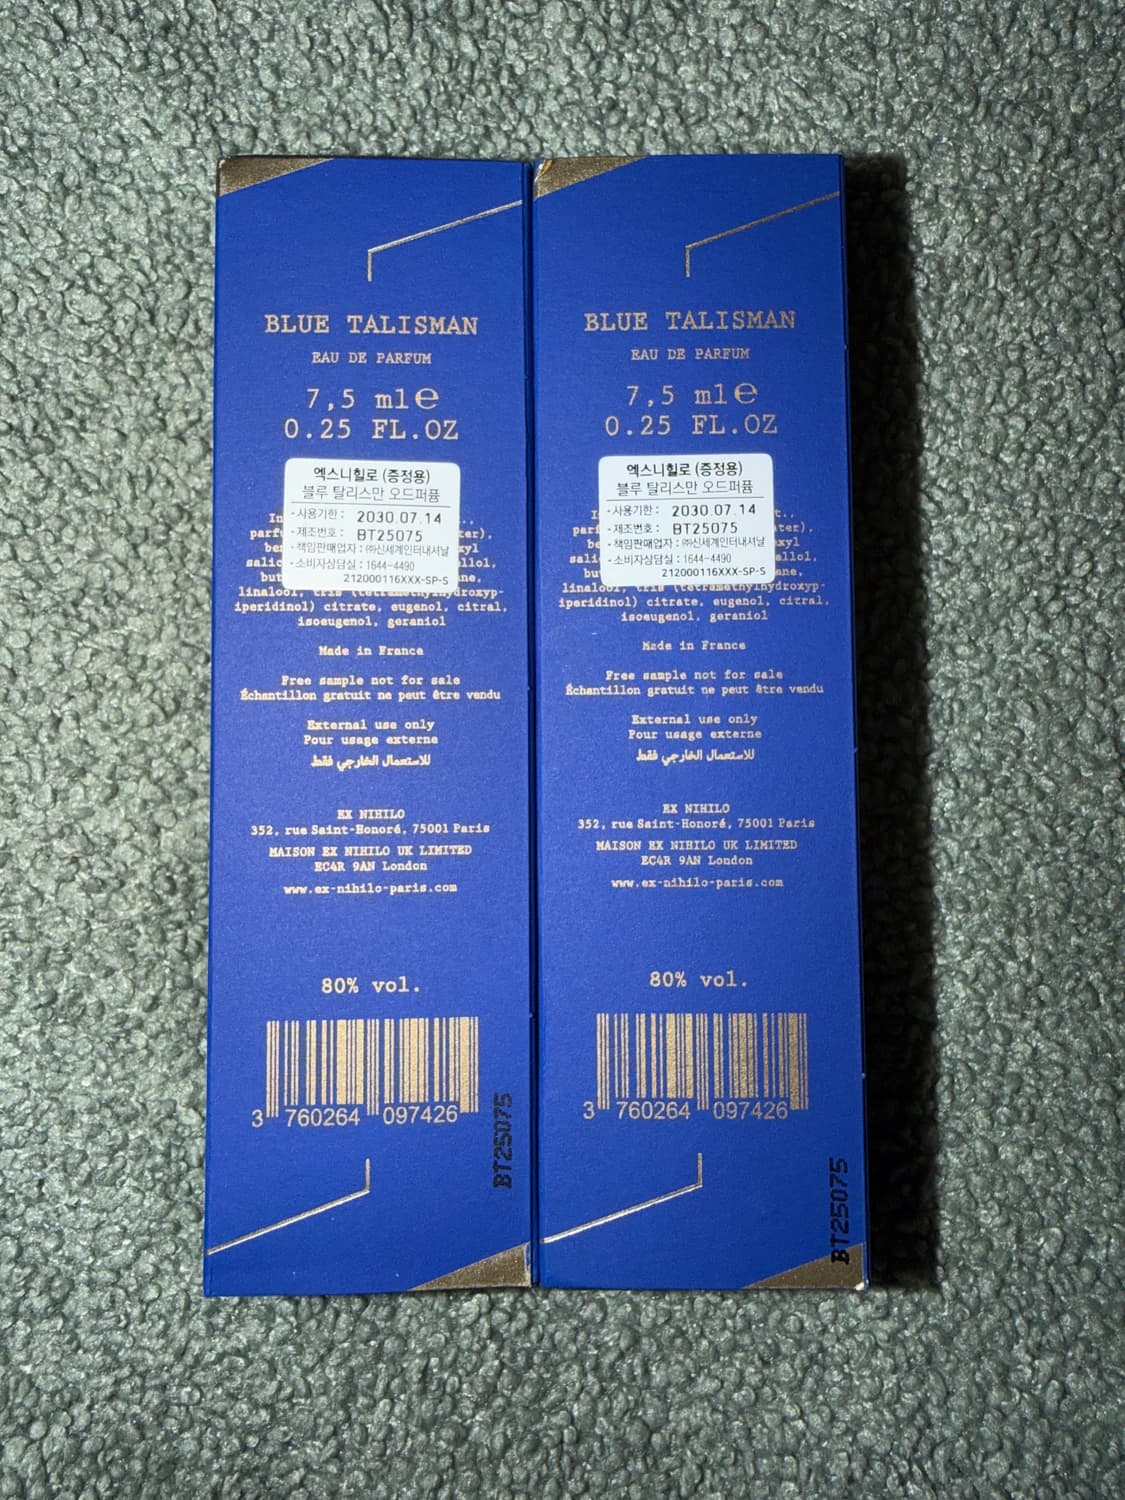 BLUE TALISMAN
EAU DE PARFUM
7,5 ml e
0.25 FL.OZ
엑스니힐로 (증정용)
블루 탈리스만 오드퍼퓸
•사용기한 : 2030.07.14
•제조번호 : BT25075
•책임판매업자 : ㈜신세계인터내셔날
•소비자상담실 : 1644-4490
212000116XXX-SP-S
linalool, tris (tetramethylhydroxyp-
iperidinol) citrate, eugenol, citral,
isoeugenol, geraniol
Made in France
Free sample not for sale
Échantillon gratuit ne peut être vendu
External use only
Pour usage externe
للاستعمال الخارجي فقط
EX NIHILO
352, rue Saint-Honoré, 75001 Paris
MAISON EX NIHILO UK LIMITED
EC4R 9AN London
www.ex-nihilo-paris.com
80% vol.
3 760264 097426
BT25075
BLUE TALISMAN
EAU DE PARFUM
7,5 ml e
0.25 FL.OZ
엑스니힐로 (증정용)
블루 탈리스만 오드퍼퓸
•사용기한 : 2030.07.14
•제조번호 : BT25075
•책임판매업자 : ㈜신세계인터내셔날
•소비자상담실 : 1644-4490
212000116XXX-SP-S
linalool, tris (tetramethylhydroxyp-
iperidinol) citrate, eugenol, citral,
isoeugenol, geraniol
Made in France
Free sample not for sale
Échantillon gratuit ne peut être vendu
External use only
Pour usage externe
للاستعمال الخارجي فقط
EX NIHILO
352, rue Saint-Honoré, 75001 Paris
MAISON EX NIHILO UK LIMITED
EC4R 9AN London
www.ex-nihilo-paris.com
80% vol.
3 760264 097426
BT25075